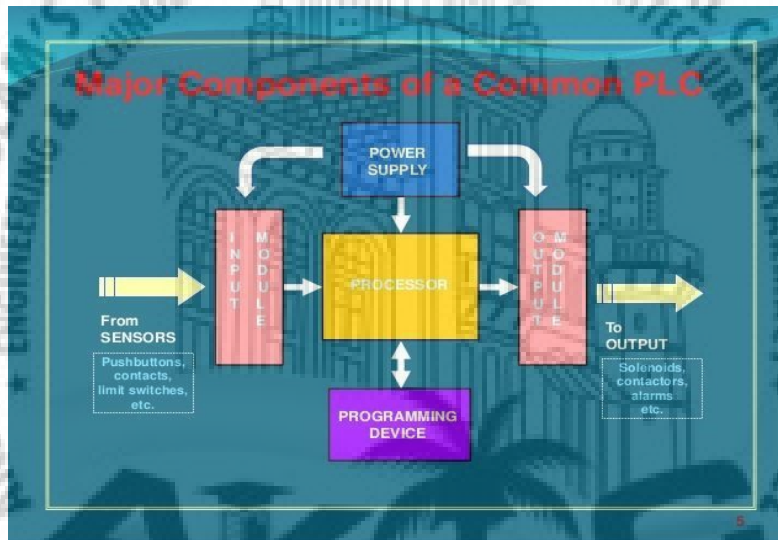 Major Components of a Common PLC
POWER
SUPPLY
INPUT
MODULE
PROCESSOR
OUTPUT
MODULE
From
SENSORS
Pushbuttons,
contacts,
limit switches,
etc.
To
OUTPUT
Solenoids,
contactors,
alarms
etc.
PROGRAMMING
DEVICE
5